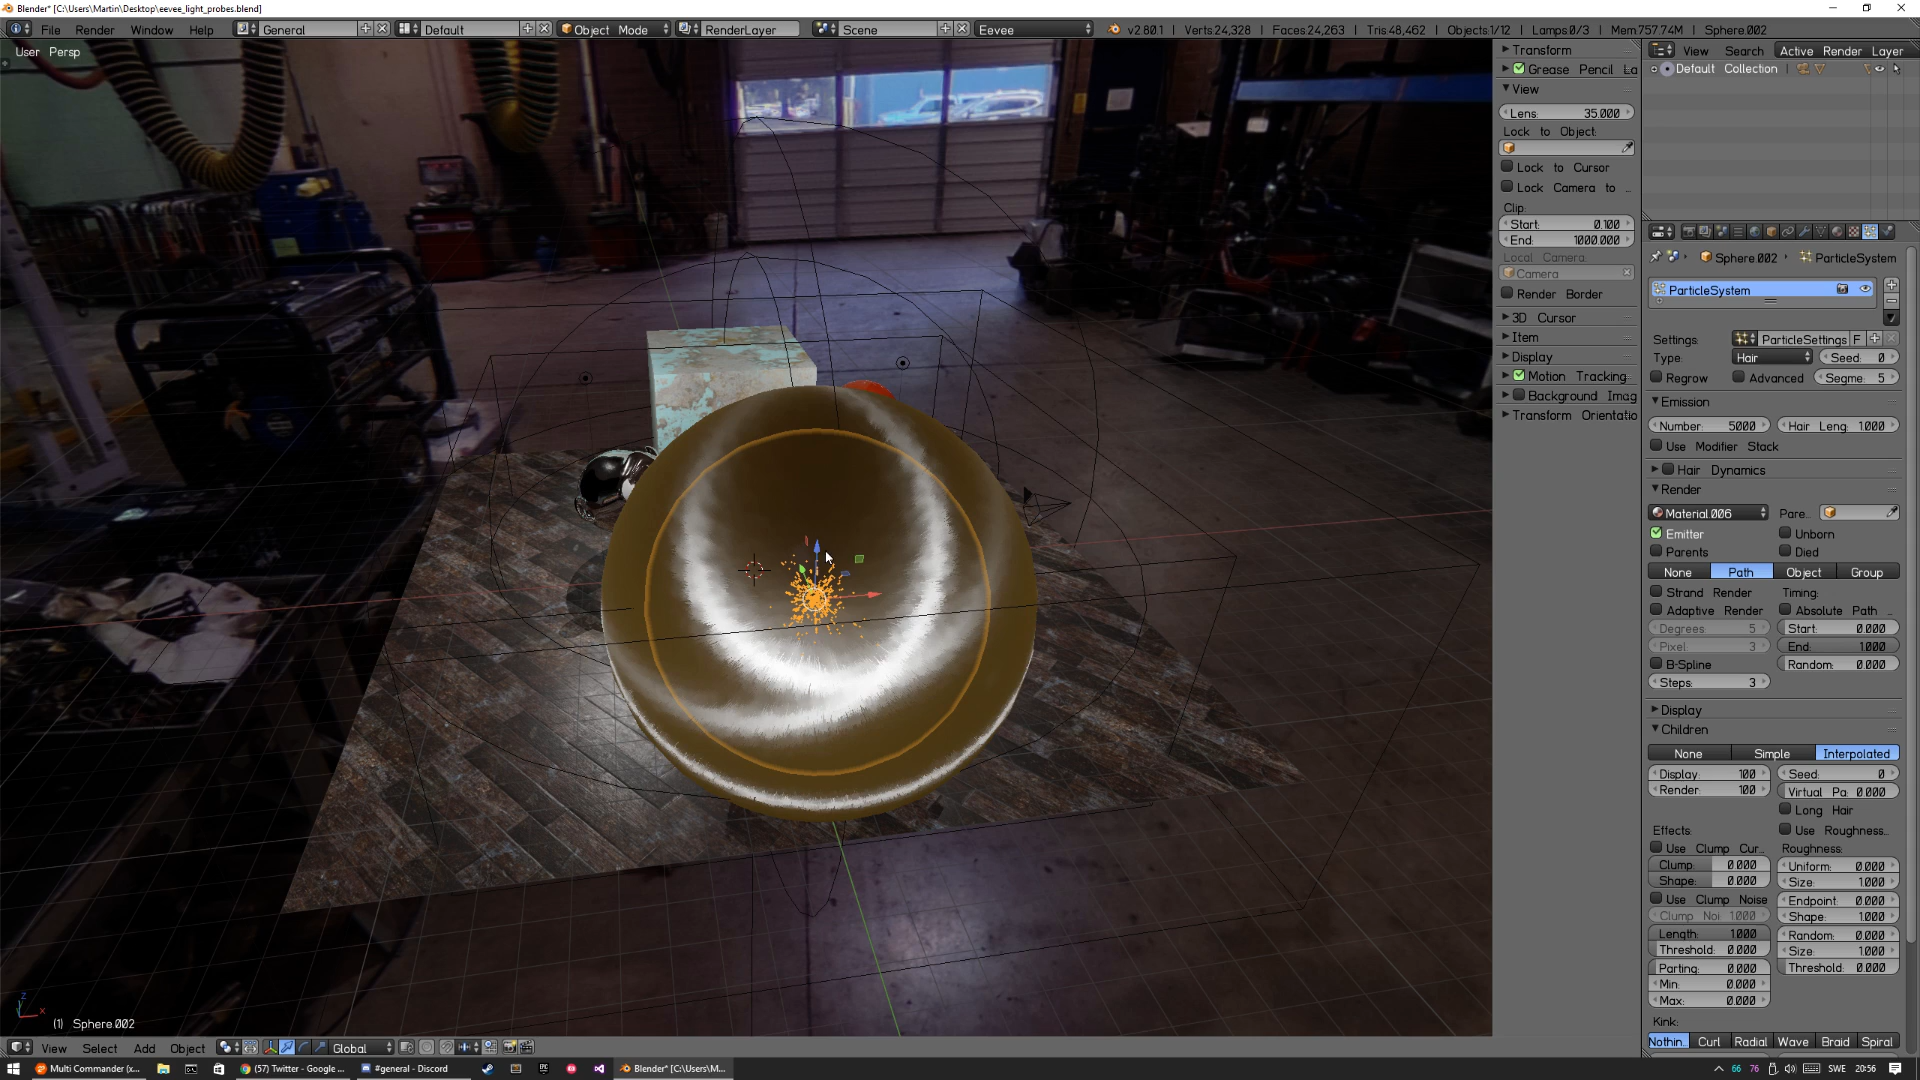 Blender* [C:\Users\Martin\Desktop\eevee_light_probes.blend]
File Render Window Help General Default Object Mode RenderLayer Scene Eevee v2.80.1 | Verts:24,328 | Faces:24,263 | Tris:48,462 | Objects:1/12 | Lamps:0/3 | Mem:757.74M | Sphere.002
User Persp
Transform
Grease Pencil La
View
Lens: 35.000
Lock to Object:
Lock to Cursor
Lock Camera to ..
Clip:
Start: 0.100
End: 1000.000
Local Camera:
Camera
Render Border
3D Cursor
Item
Display
Motion Tracking
Background Imag
Transform Orientatio
View Search Active Render Layer
Default Collection
Sphere.002 ParticleSystem
ParticleSystem
Settings: ParticleSettings F
Type: Hair Seed: 0
Regrow Advanced Segme: 5
Emission
Number: 5000 Hair Leng: 1.000
Use Modifier Stack
Hair Dynamics
Render
Material.006 Pare..
Emitter Unborn
Parents Died
None Path Object Group
Strand Render Timing:
Adaptive Render Absolute Path ..
Degrees: 5 Start: 0.000
Pixel: 3 End: 1.000
B-Spline Random: 0.000
Steps: 3
Display
Children
None Simple Interpolated
Display: 100 Seed: 0
Render: 100 Virtual Pa: 0.000
Long Hair
Effects: Use Roughness..
Use Clump Cur.. Roughness:
Clump: 0.000 Uniform: 0.000
Shape: 0.000 Size: 1.000
Use Clump Noise Endpoint: 0.000
Clump Noi 1.000 Shape: 1.000
Length: 1.000 Random: 0.000
Threshold: 0.000 Size: 1.000
Parting: 0.000 Threshold: 0.000
Min: 0.000
Max: 0.000
Kink:
Nothin.. Curl Radial Wave Braid Spiral
(1) Sphere.002
View Select Add Object Global
Multi Commander (x... (57) Twitter - Google ... #general - Discord Blender* [C:\Users\M... 66 76 SWE 20:56